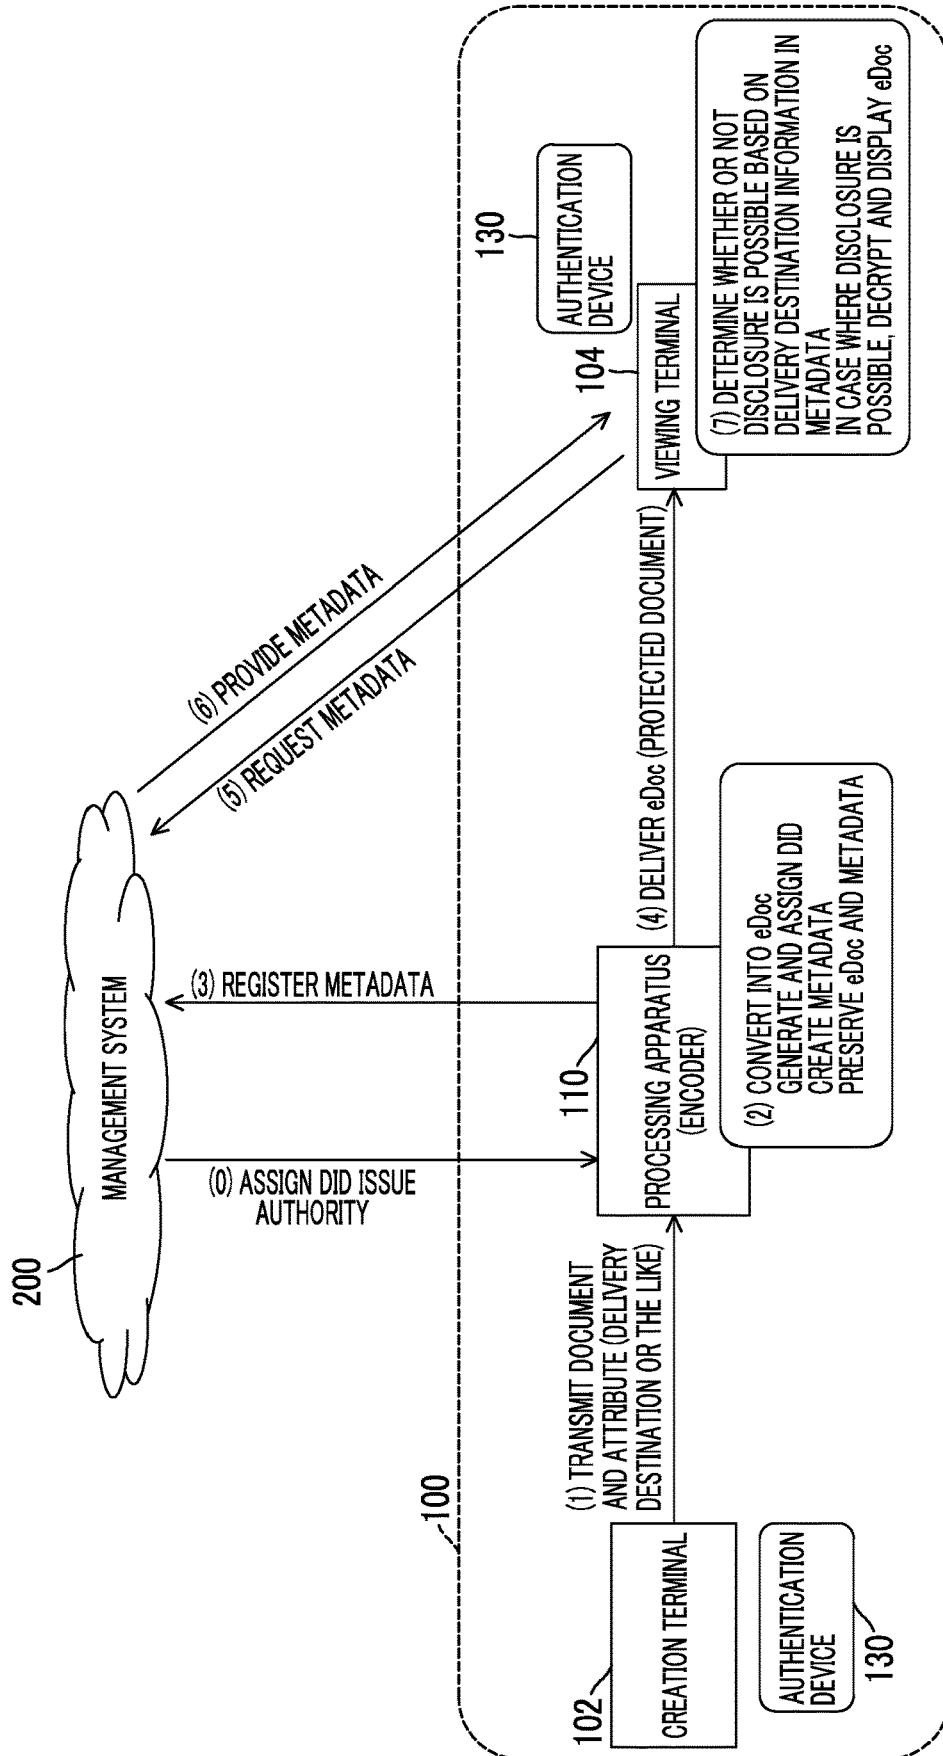 200
MANAGEMENT SYSTEM
(0) ASSIGN DID ISSUE
AUTHORITY
(3) REGISTER METADATA
(5) REQUEST METADATA
(6) PROVIDE METADATA
100
102
CREATION TERMINAL
AUTHENTICATION
DEVICE
130
(1) TRANSMIT DOCUMENT
AND ATTRIBUTE (DELIVERY
DESTINATION OR THE LIKE)
110
PROCESSING APPARATUS
(ENCODER)
(2) CONVERT INTO eDoc
GENERATE AND ASSIGN DID
CREATE METADATA
PRESERVE eDoc AND METADATA
(4) DELIVER eDoc (PROTECTED DOCUMENT)
104
VIEWING TERMINAL
130
AUTHENTICATION
DEVICE
(7) DETERMINE WHETHER OR NOT
DISCLOSURE IS POSSIBLE BASED ON
DELIVERY DESTINATION INFORMATION IN
METADATA
IN CASE WHERE DISCLOSURE IS
POSSIBLE, DECRYPT AND DISPLAY eDoc